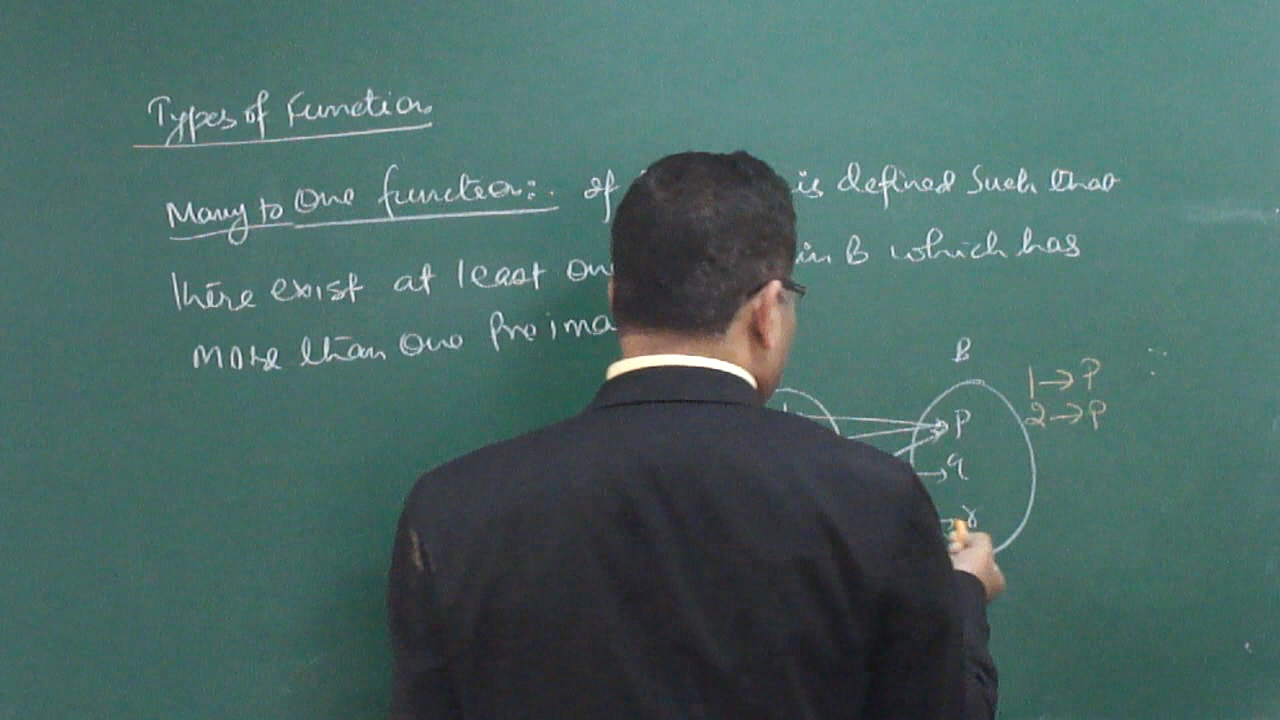 Types of Function
Many to One function:- If is defined such that
there exist at least one in B which has
more than one Preima
B
1→P
2→P
P
q
r